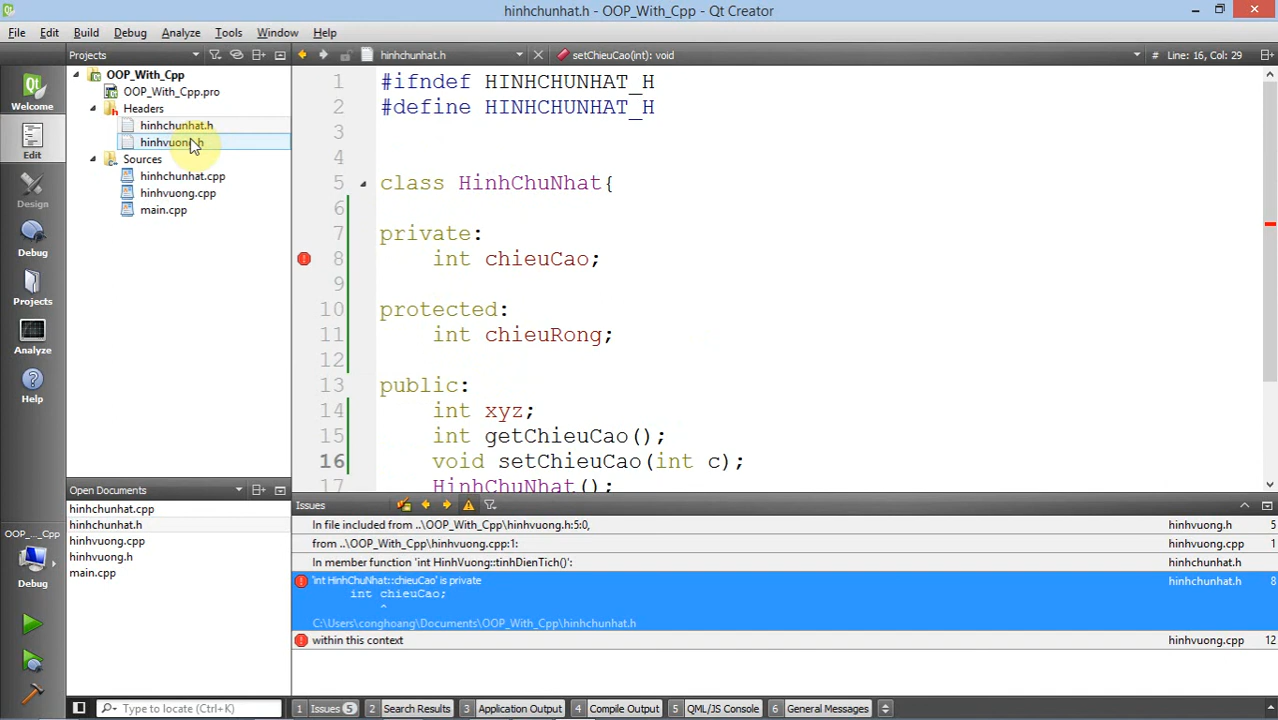 hinhchunhat.h - OOP_With_Cpp - Qt Creator
File Edit Build Debug Analyze Tools Window Help
Projects hinhchunhat.h setChieuCao(int): void # Line: 16, Col: 29
Welcome
Edit
Design
Debug
Projects
Analyze
Help
OOP_..._Cpp
Debug
OOP_With_Cpp
OOP_With_Cpp.pro
Headers
hinhchunhat.h
hinhvuong.h
Sources
hinhchunhat.cpp
hinhvuong.cpp
main.cpp
Open Documents
hinhchunhat.cpp
hinhchunhat.h
hinhvuong.cpp
hinhvuong.h
main.cpp
1 #ifndef HINHCHUNHAT_H
2 #define HINHCHUNHAT_H
3
4
5 class HinhChuNhat{
6
7 private:
8 int chieuCao;
9
10 protected:
11 int chieuRong;
12
13 public:
14 int xyz;
15 int getChieuCao();
16 void setChieuCao(int c);
17 HinhChuNhat();
Issues
In file included from ..\OOP_With_Cpp\hinhvuong.h:5:0, hinhvuong.h 5
from ..\OOP_With_Cpp\hinhvuong.cpp:1: hinhvuong.cpp 1
In member function 'int HinhVuong::tinhDienTich()': hinhchunhat.h
'int HinhChuNhat::chieuCao' is private hinhchunhat.h 8
int chieuCao;
^
C:\Users\conghoang\Documents\OOP_With_Cpp\hinhchunhat.h
within this context hinhvuong.cpp 12
Type to locate (Ctrl+K) 1 Issues 5 2 Search Results 3 Application Output 4 Compile Output 5 QML/JS Console 6 General Messages